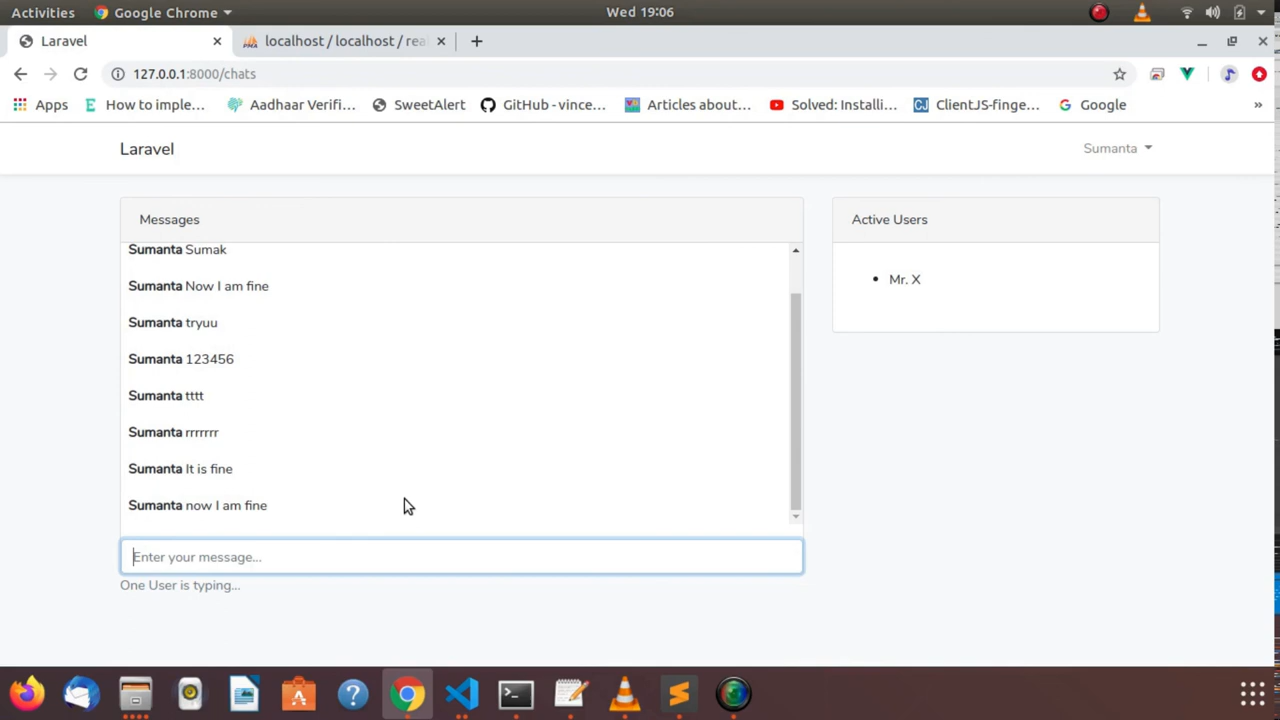 Activities Google Chrome Wed 19:06
Laravel localhost / localhost / rea
127.0.0.1:8000/chats
Apps How to imple... Aadhaar Verifi... SweetAlert GitHub - vince... Articles about... Solved: Installi... ClientJS-finge... Google »
Laravel Sumanta
Messages
Sumanta Sumak
Sumanta Now I am fine
Sumanta tryuu
Sumanta 123456
Sumanta tttt
Sumanta rrrrrrr
Sumanta It is fine
Sumanta now I am fine
Enter your message...
One User is typing...
Active Users
• Mr. X